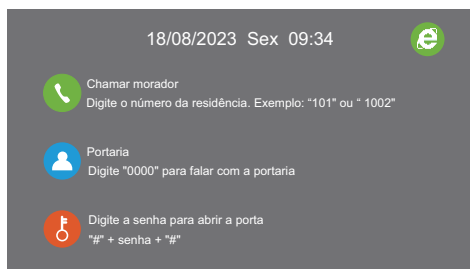 18/08/2023 Sex 09:34
Chamar morador
Digite o número da residência. Exemplo: “101" ou “ 1002"
Portaria
Digite "0000" para falar com a portaria
Digite a senha para abrir a porta
"#" + senha + "#"